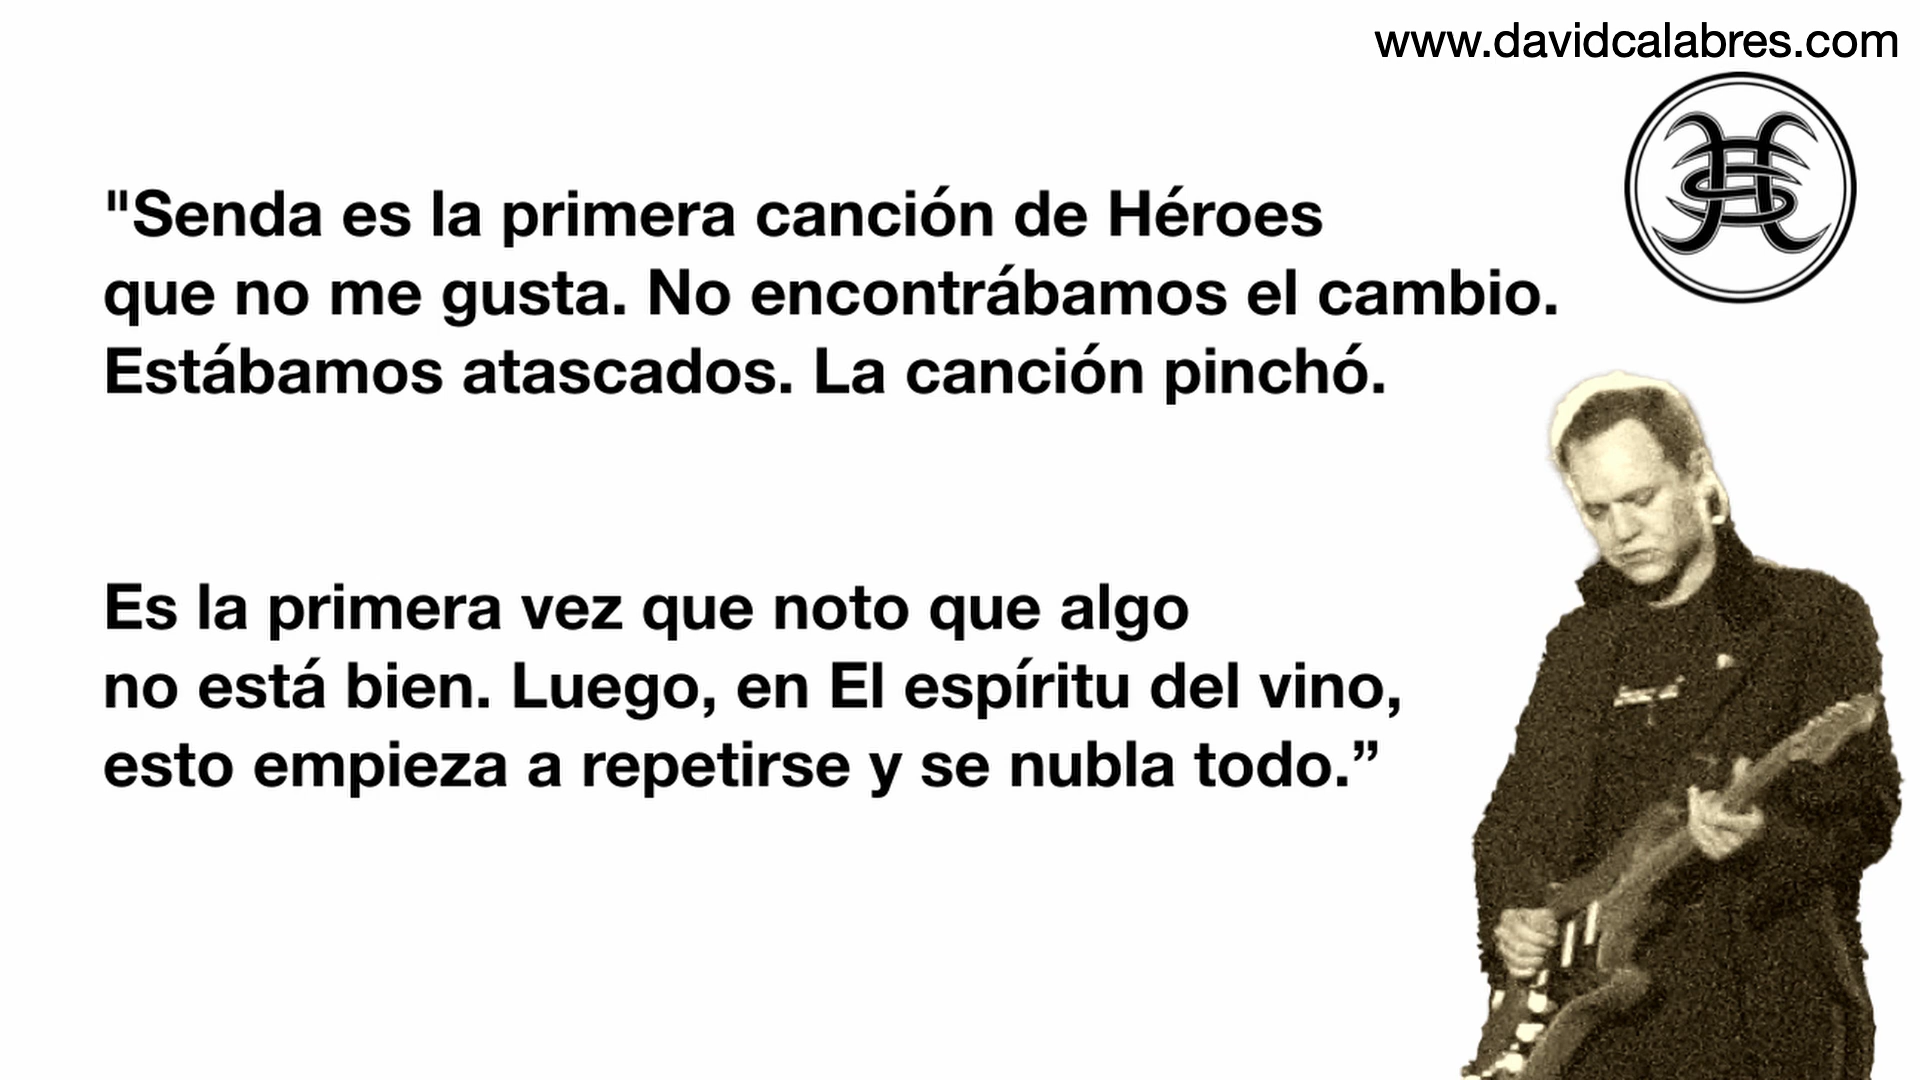 www.davidcalabres.com
"Senda es la primera canción de Héroes
que no me gusta. No encontrábamos el cambio.
Estábamos atascados. La canción pinchó.
Es la primera vez que noto que algo
no está bien. Luego, en El espíritu del vino,
esto empieza a repetirse y se nubla todo.”